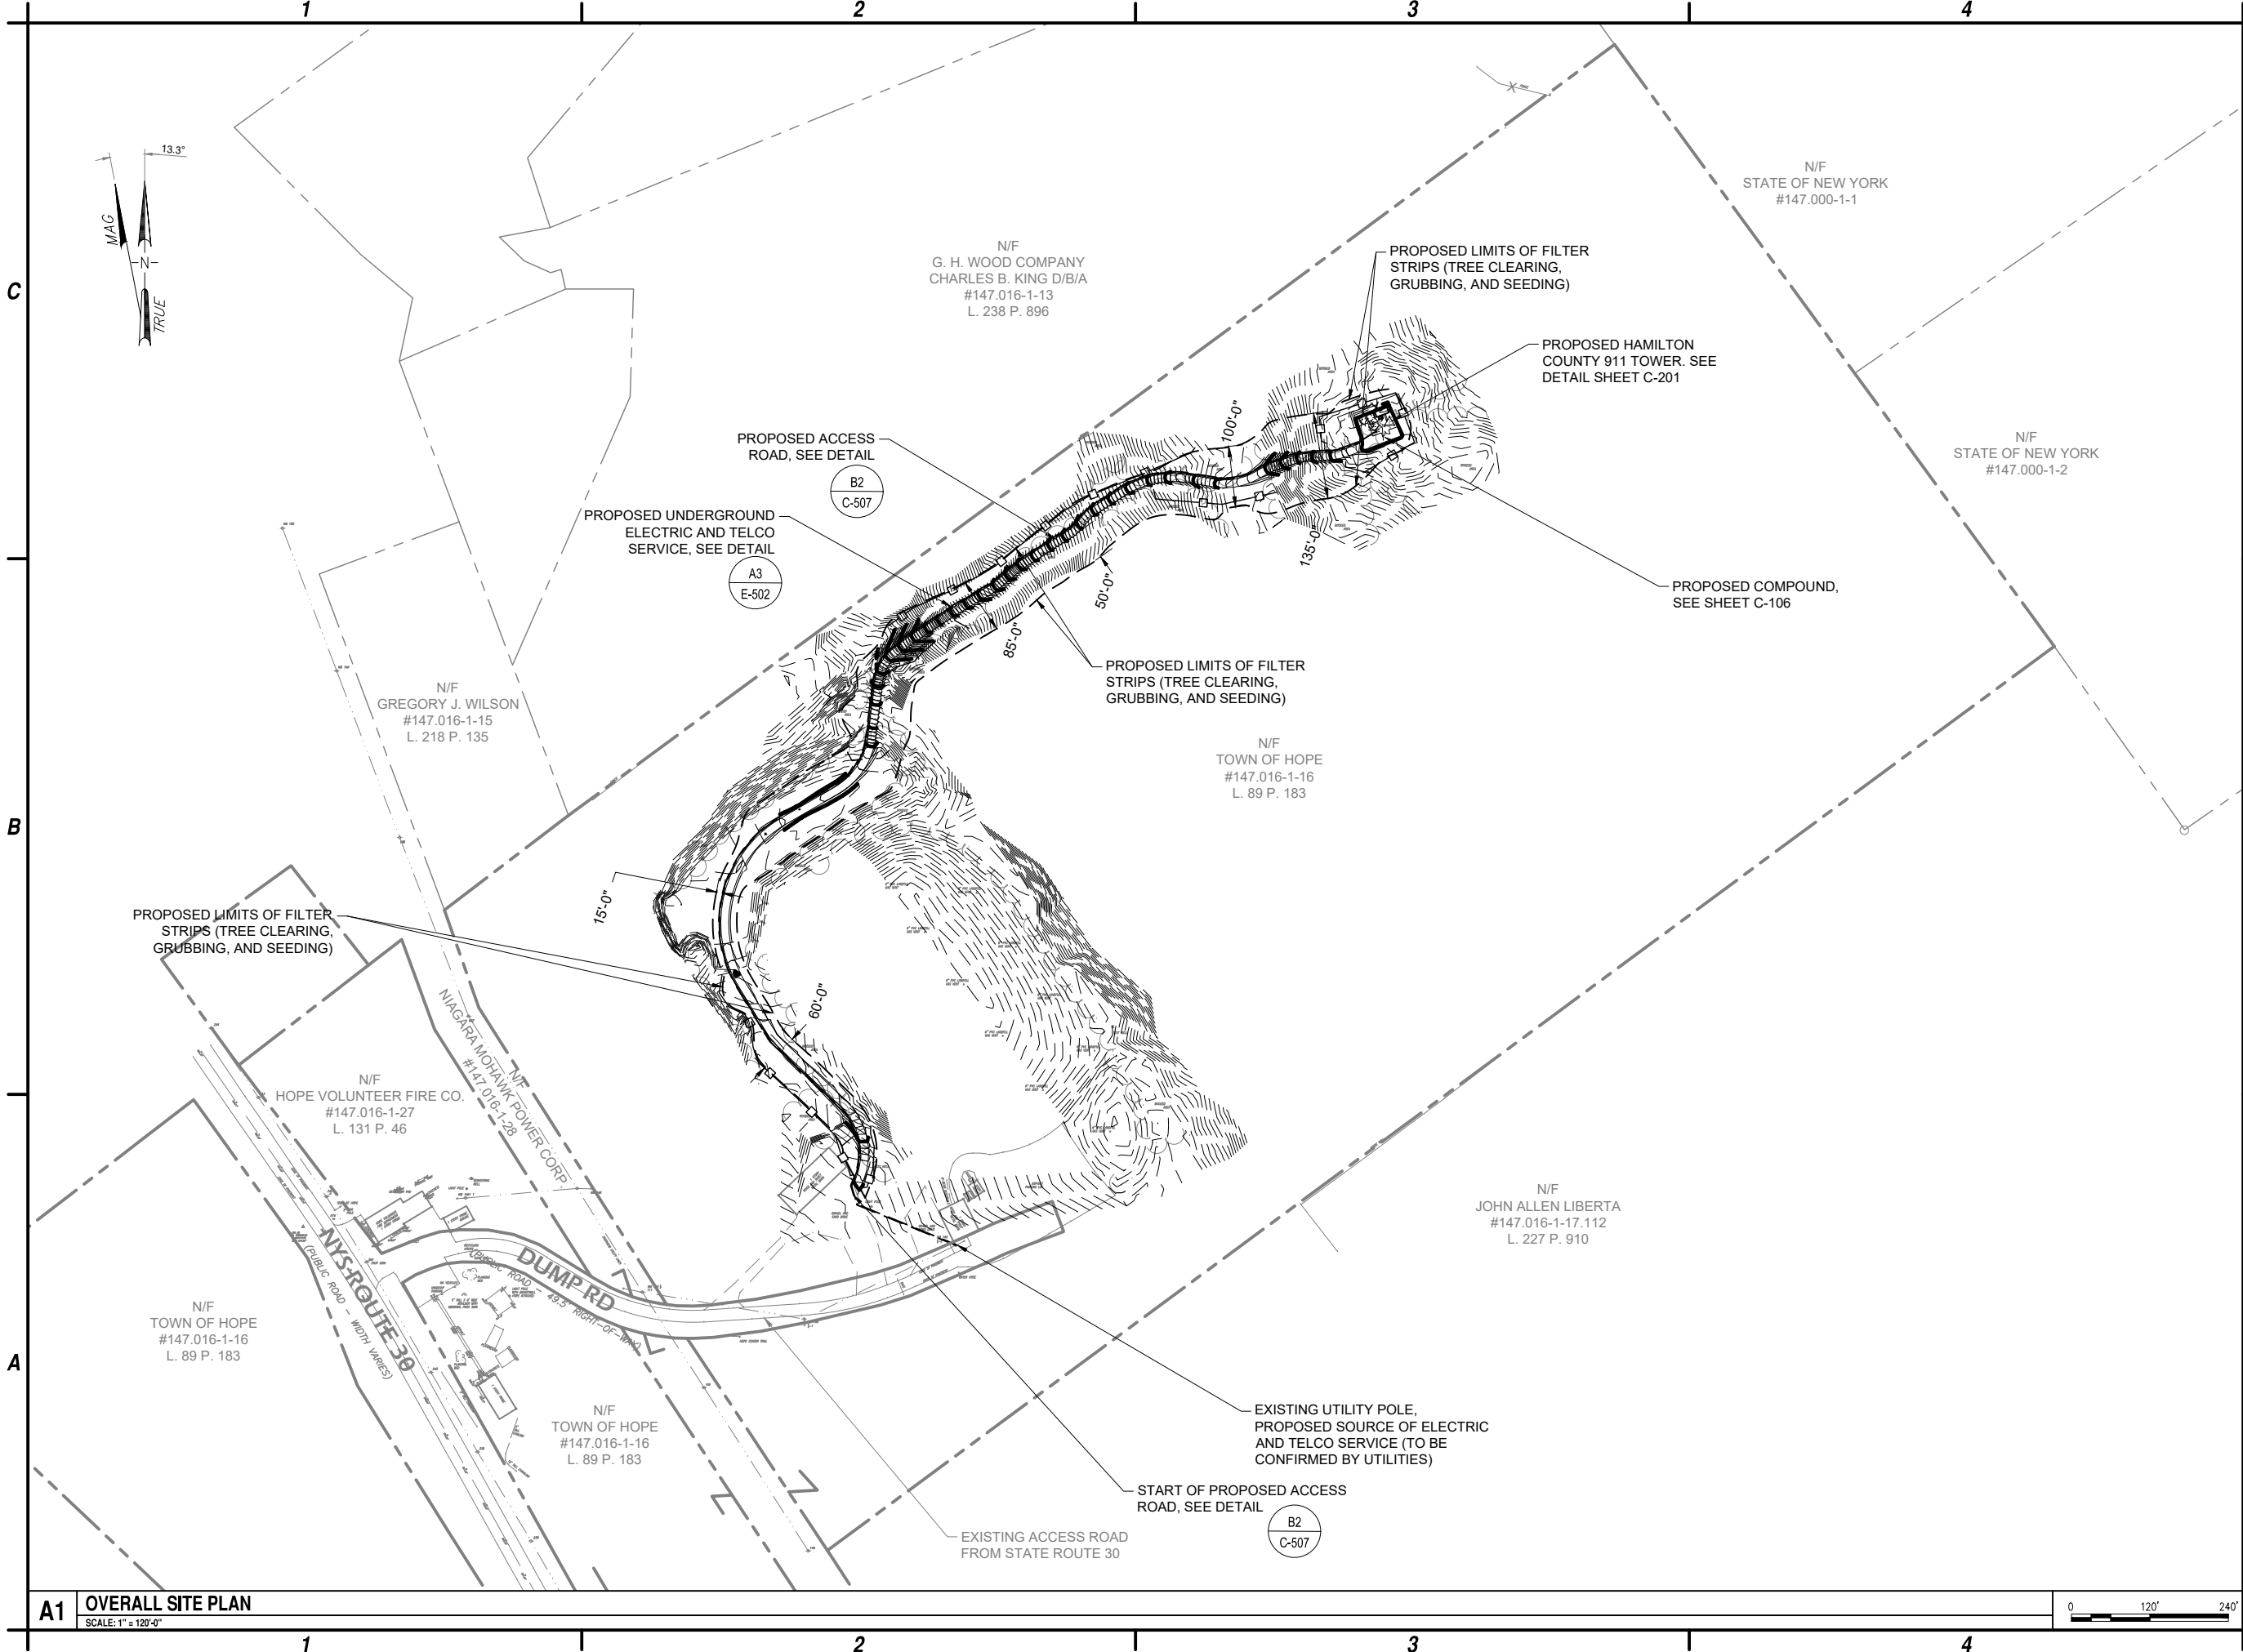 1
2
3
4
13.3°
MAG
-N-
TRUE
C
N/F
STATE OF NEW YORK
#147.000-1-1
N/F
G. H. WOOD COMPANY
CHARLES B. KING D/B/A
#147.016-1-13
L. 238 P. 896
PROPOSED LIMITS OF FILTER
STRIPS (TREE CLEARING,
GRUBBING, AND SEEDING)
PROPOSED HAMILTON
COUNTY 911 TOWER. SEE
DETAIL SHEET C-201
100'-0"
PROPOSED ACCESS
ROAD, SEE DETAIL
B2
C-507
N/F
STATE OF NEW YORK
#147.000-1-2
PROPOSED UNDERGROUND
ELECTRIC AND TELCO
SERVICE, SEE DETAIL
A3
E-502
135'-0"
50'-0"
85'-0"
PROPOSED COMPOUND,
SEE SHEET C-106
PROPOSED LIMITS OF FILTER
STRIPS (TREE CLEARING,
GRUBBING, AND SEEDING)
N/F
GREGORY J. WILSON
#147.016-1-15
L. 218 P. 135
N/F
TOWN OF HOPE
#147.016-1-16
L. 89 P. 183
B
15'-0"
PROPOSED LIMITS OF FILTER
STRIPS (TREE CLEARING,
GRUBBING, AND SEEDING)
60'-0"
N/F
NIAGARA MOHAWK POWER CORP.
#147.016-1-28
N/F
HOPE VOLUNTEER FIRE CO.
#147.016-1-27
L. 131 P. 46
N/F
JOHN ALLEN LIBERTA
#147.016-1-17.112
L. 227 P. 910
NYS ROUTE 30
(PUBLIC ROAD - WIDTH VARIES)
DUMP RD
(PUBLIC ROAD - 49.5' RIGHT-OF-WAY)
N/F
TOWN OF HOPE
#147.016-1-16
L. 89 P. 183
A
N/F
TOWN OF HOPE
#147.016-1-16
L. 89 P. 183
EXISTING UTILITY POLE,
PROPOSED SOURCE OF ELECTRIC
AND TELCO SERVICE (TO BE
CONFIRMED BY UTILITIES)
START OF PROPOSED ACCESS
ROAD, SEE DETAIL
B2
C-507
EXISTING ACCESS ROAD
FROM STATE ROUTE 30
A1
OVERALL SITE PLAN
SCALE: 1" = 120'-0"
0 120' 240'
1
2
3
4